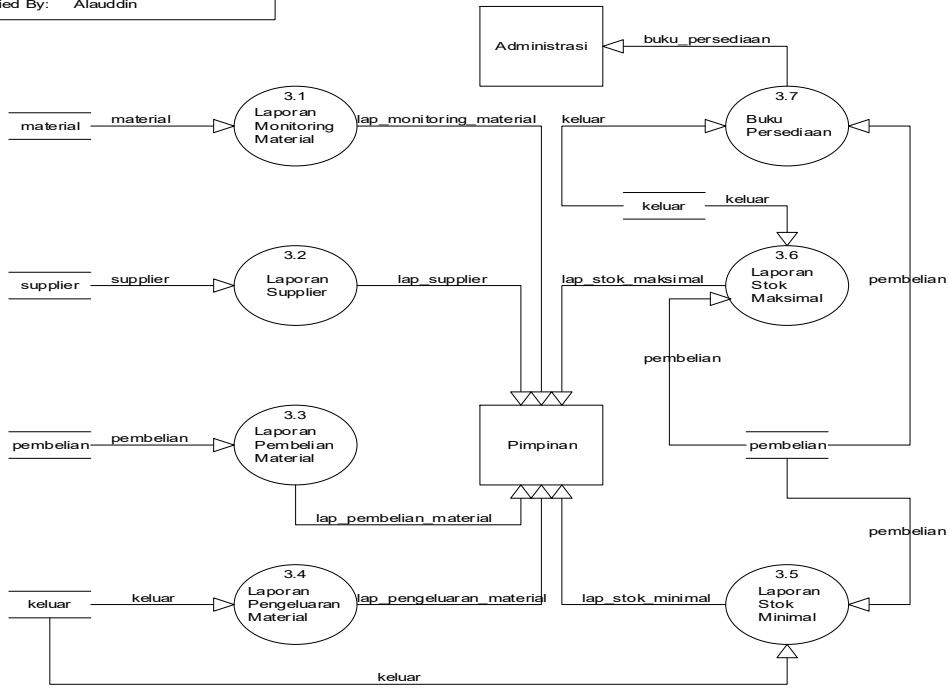 ied By: Alauddin
Administrasi
buku_persediaan
3.1
Laporan
Monitoring
Material
material
material
lap_monitoring_material
keluar
3.7
Buku
Persediaan
keluar
keluar
3.2
Laporan
Supplier
supplier
supplier
lap_supplier
lap_stok_maksimal
3.6
Laporan
Stok
Maksimal
pembelian
pembelian
3.3
Laporan
Pembelian
Material
pembelian
pembelian
Pimpinan
pembelian
lap_pembelian_material
pembelian
3.4
Laporan
Pengeluaran
Material
keluar
keluar
lap_pengeluaran_material
lap_stok_minimal
3.5
Laporan
Stok
Minimal
keluar